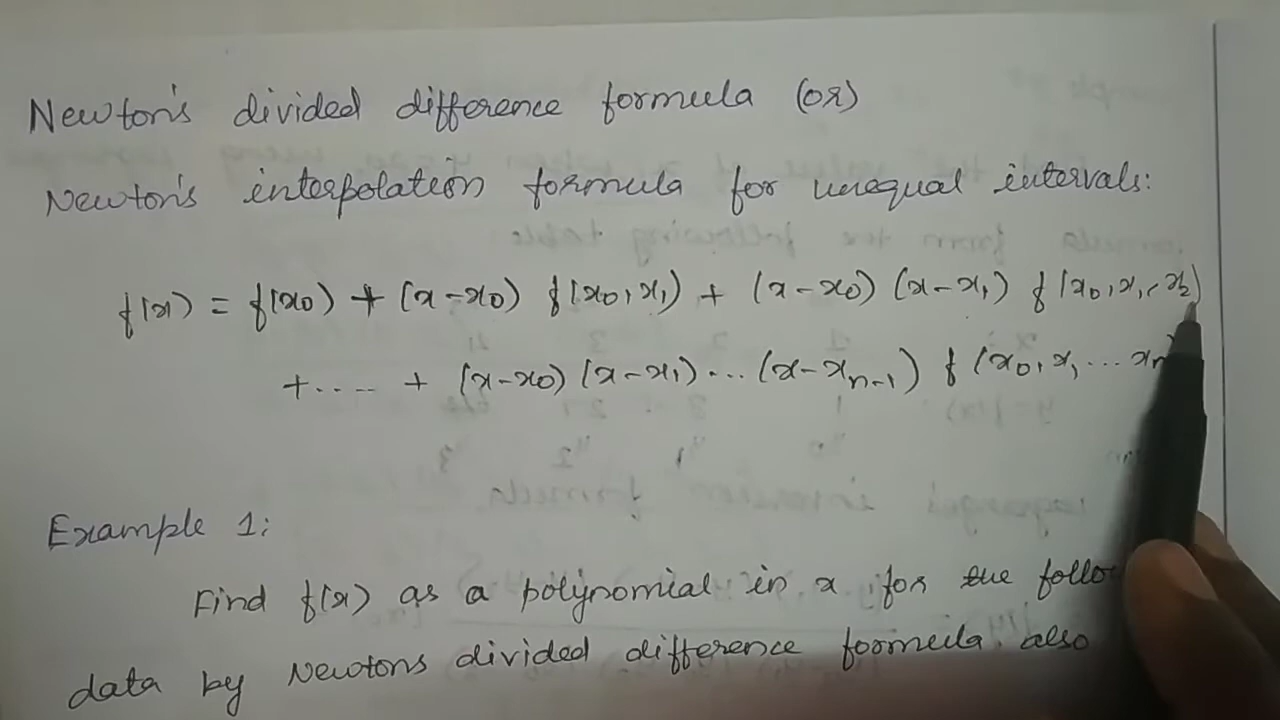 Newton's divided difference formula (or)
Newton's interpolation formula for unequal intervals:
f(x) = f(x0) + (x-x0) f(x0,x1) + (x-x0) (x-x1) f(x0,x1,x2)
+.... + (x-x0) (x-x1)... (x-xn-1) f(x0,x1...xn)
Example 1:
Find f(x) as a polynomial in x for the
data by Newtons divided difference formula. also